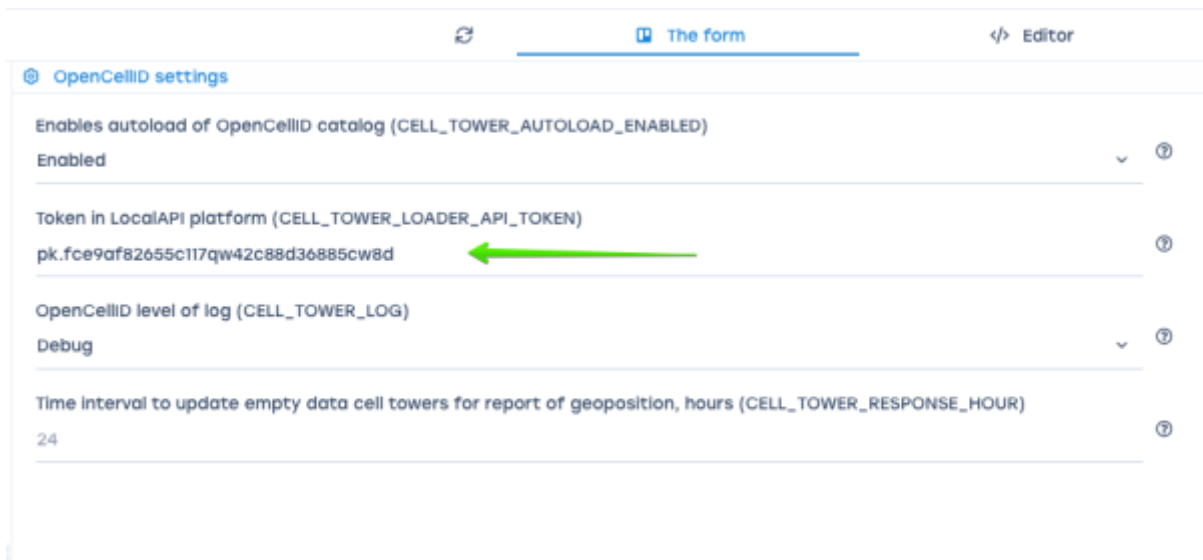 The form
</> Editor
OpenCellID settings
Enables autoload of OpenCellID catalog (CELL_TOWER_AUTOLOAD_ENABLED)
Enabled
Token in LocalAPI platform (CELL_TOWER_LOADER_API_TOKEN)
pk.fce9af82655c117qw42c88d36885cw8d
OpenCellID level of log (CELL_TOWER_LOG)
Debug
Time interval to update empty data cell towers for report of geoposition, hours (CELL_TOWER_RESPONSE_HOUR)
24